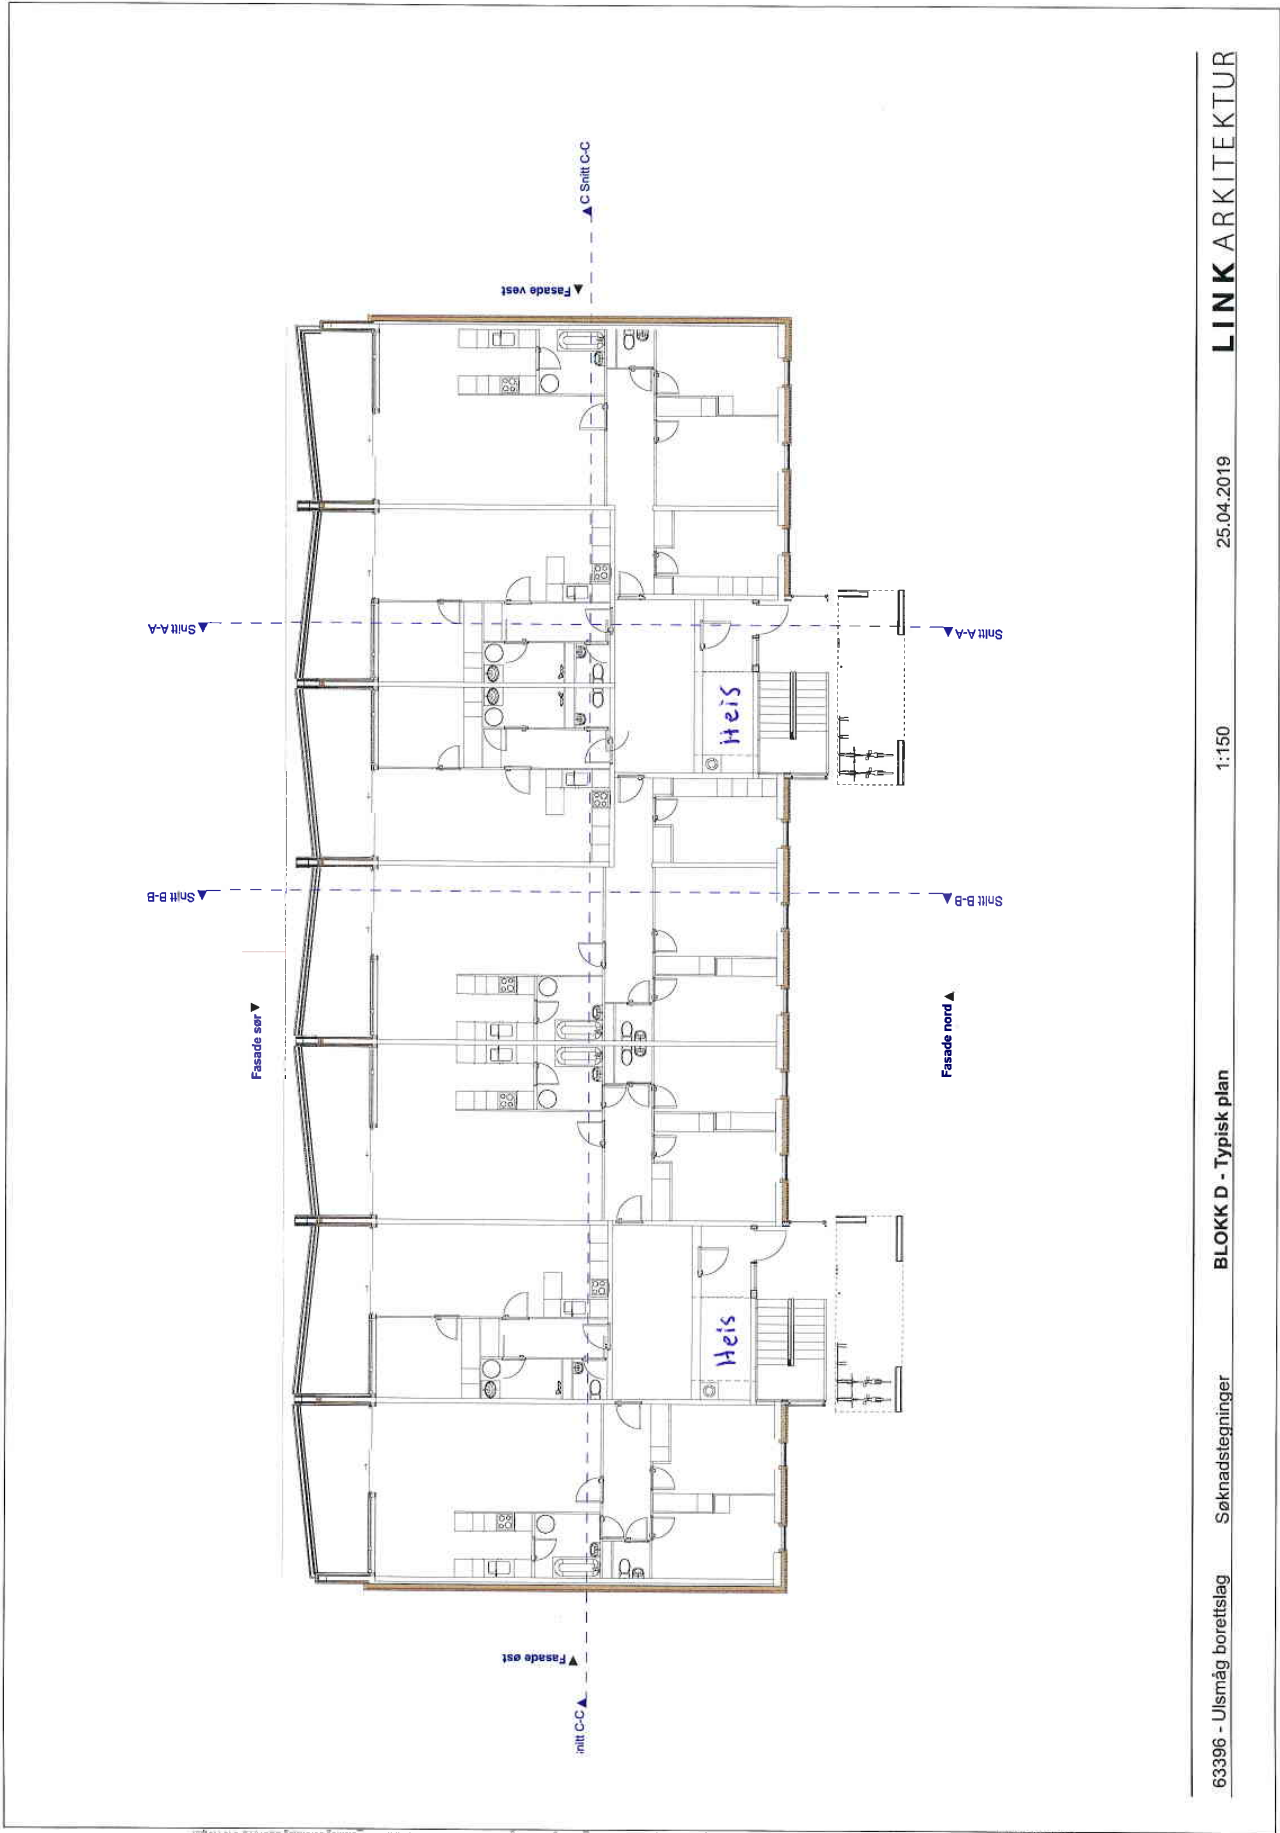 ▲ C Snitt C-C
Fasade vest ▲
Snitt A-A ▲
▲ Snitt A-A
Heis
Snitt B-B ▲
▲ Snitt B-B
Fasade sør ▼
Fasade nord ▲
Heis
Fasade øst ▼
nitt C-C ▲
63396 - Ulsmåg borettslag Søknadstegninger BLOKK D - Typisk plan 1:150 25.04.2019 LINK ARKITEKTUR